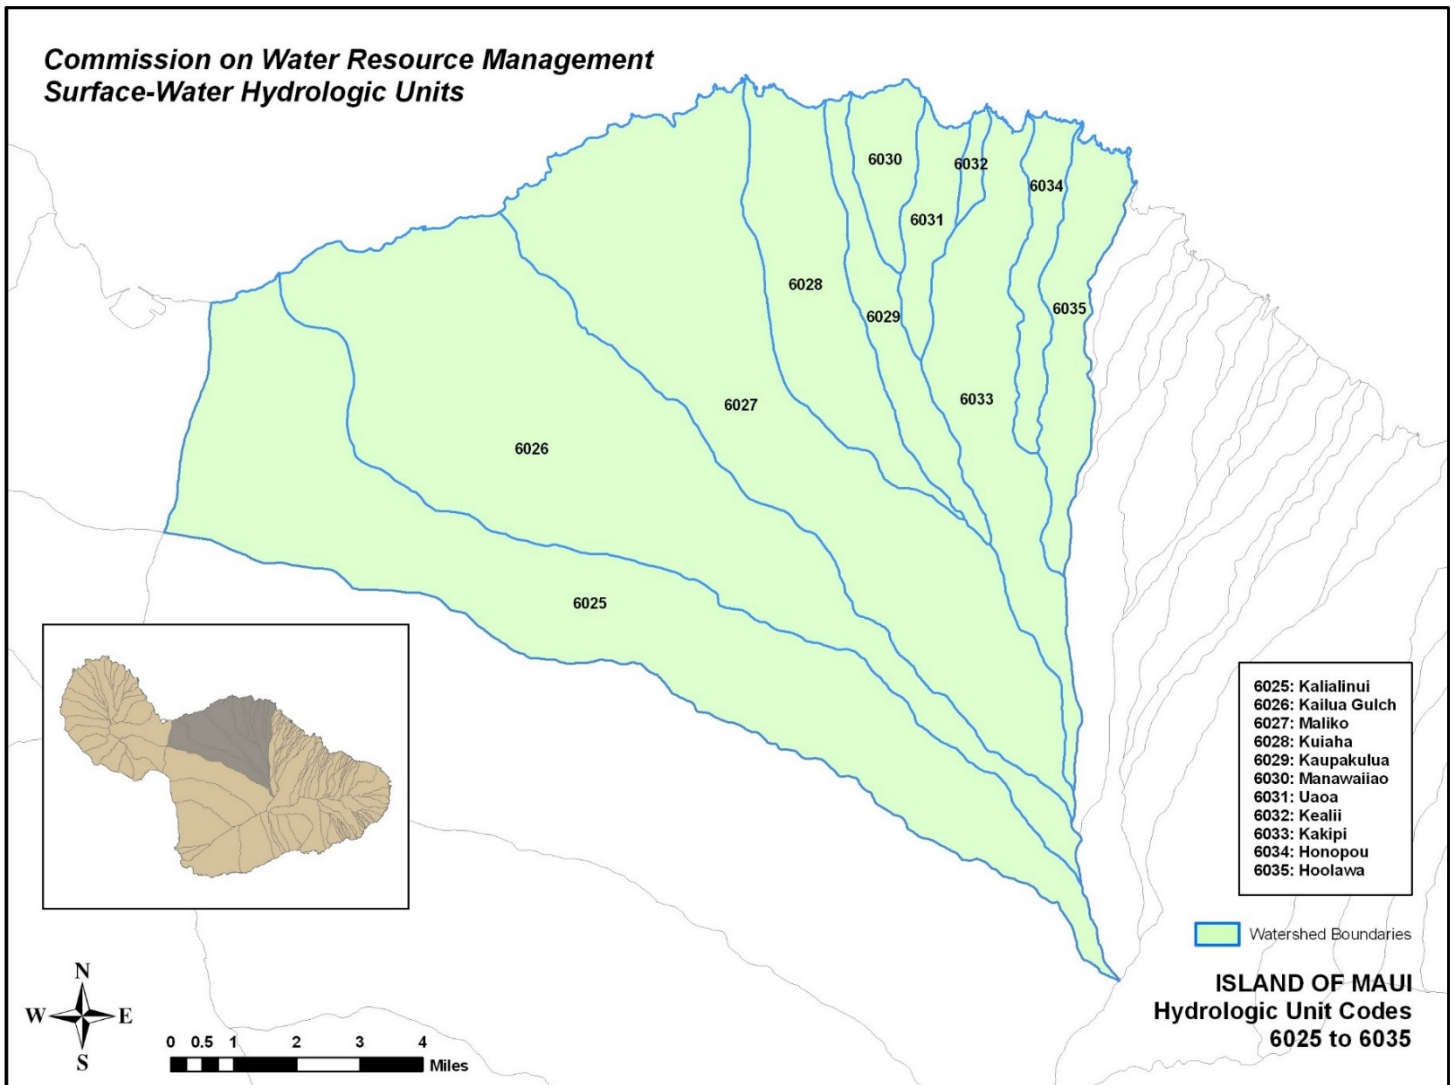 Commission on Water Resource Management
Surface-Water Hydrologic Units
6030
6032
6034
6031
6028
6029
6035
6033
6027
6026
6025
6025: Kalialinui
6026: Kailua Gulch
6027: Maliko
6028: Kuiaha
6029: Kaupakulua
6030: Manawaiiao
6031: Uaoa
6032: Kealii
6033: Kakipi
6034: Honopou
6035: Hoolawa
Watershed Boundaries
ISLAND OF MAUI
Hydrologic Unit Codes
6025 to 6035
N
W E
S
0 0.5 1 2 3 4
Miles